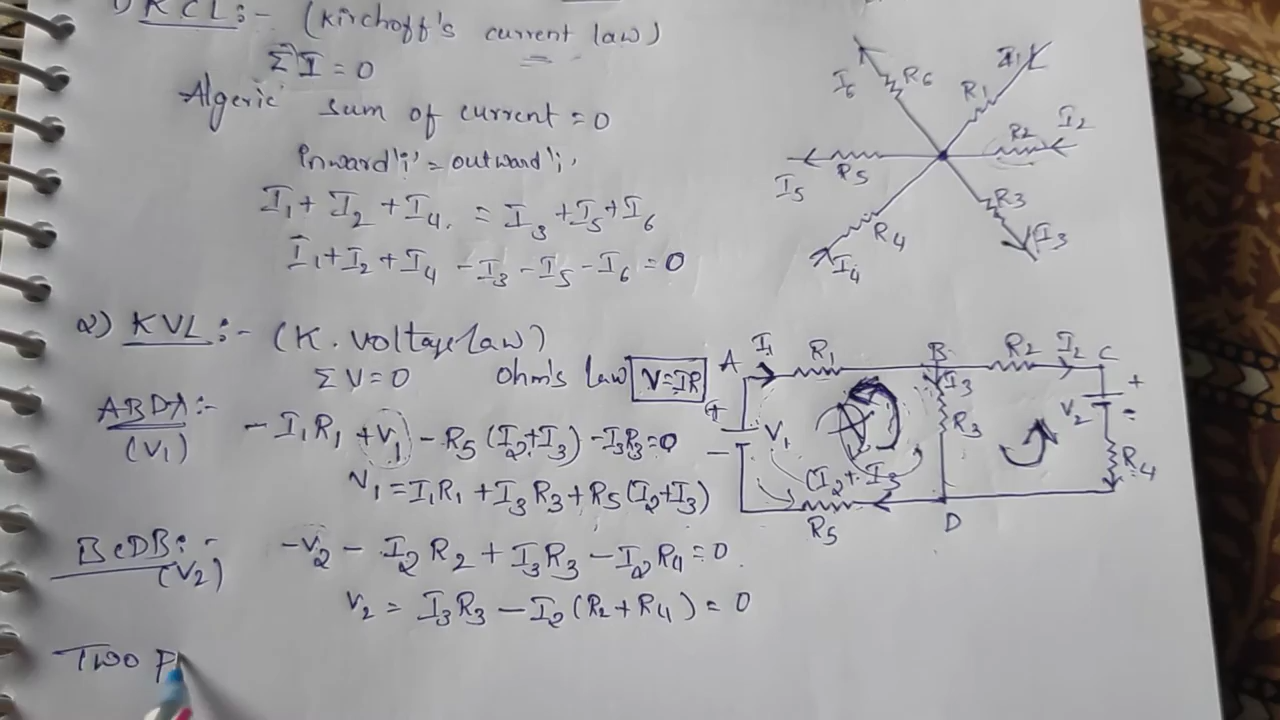 1) KCL:- (Kirchoff's current law)
ΣI = 0
Algeric sum of current = 0
Inward 'i' = outward 'i'
I₁ + I₂ + I₄. = I₃ + I₅ + I₆
I₁ + I₂ + I₄ - I₃ - I₅ - I₆ = 0
I₆ R₆ R₁ I₁
R₂ I₂
I₅ R₅
R₃ I₃
R₄ I₄
2) KVL:- (K. voltage law)
ΣV = 0 Ohm's law V = IR
ABDA:- (V₁)
- I₁R₁ + V₁ - R₅ (I₂ + I₃) - I₃R₃ = 0
V₁ = I₁R₁ + I₃R₃ + R₅ (I₂ + I₃)
BCDB:- (V₂)
-V₂ - I₂R₂ + I₃R₃ - I₂R₄ = 0
V₂ = I₃R₃ - I₂ (R₂ + R₄) = 0
A I₁ R₁ B R₂ I₂ C
I₃
+ V₁ - R₃ V₂ + -
(I₂ + I₃ R₄
R₅ D
Two P